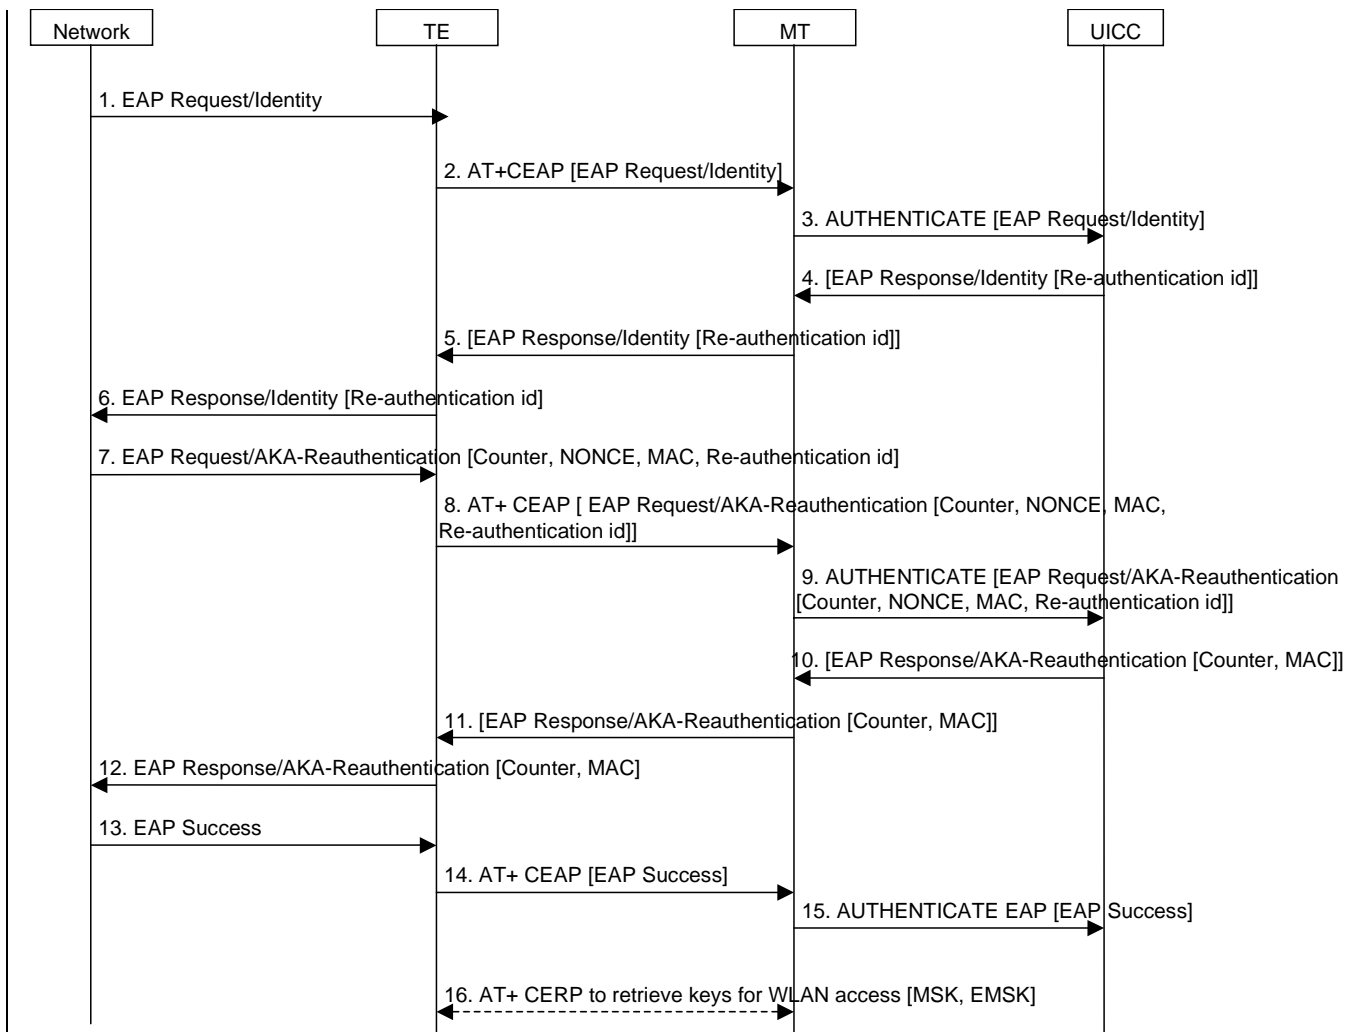 Network
TE
MT
UICC
1. EAP Request/Identity
2. AT+CEAP [EAP Request/Identity]
3. AUTHENTICATE [EAP Request/Identity]
4. [EAP Response/Identity [Re-authentication id]]
5. [EAP Response/Identity [Re-authentication id]]
6. EAP Response/Identity [Re-authentication id]
7. EAP Request/AKA-Reauthentication [Counter, NONCE, MAC, Re-authentication id]
8. AT+ CEAP [ EAP Request/AKA-Reauthentication [Counter, NONCE, MAC,
Re-authentication id]]
9. AUTHENTICATE [EAP Request/AKA-Reauthentication
[Counter, NONCE, MAC, Re-authentication id]]
10. [EAP Response/AKA-Reauthentication [Counter, MAC]]
11. [EAP Response/AKA-Reauthentication [Counter, MAC]]
12. EAP Response/AKA-Reauthentication [Counter, MAC]
13. EAP Success
14. AT+ CEAP [EAP Success]
15. AUTHENTICATE EAP [EAP Success]
16. AT+ CERP to retrieve keys for WLAN access [MSK, EMSK]